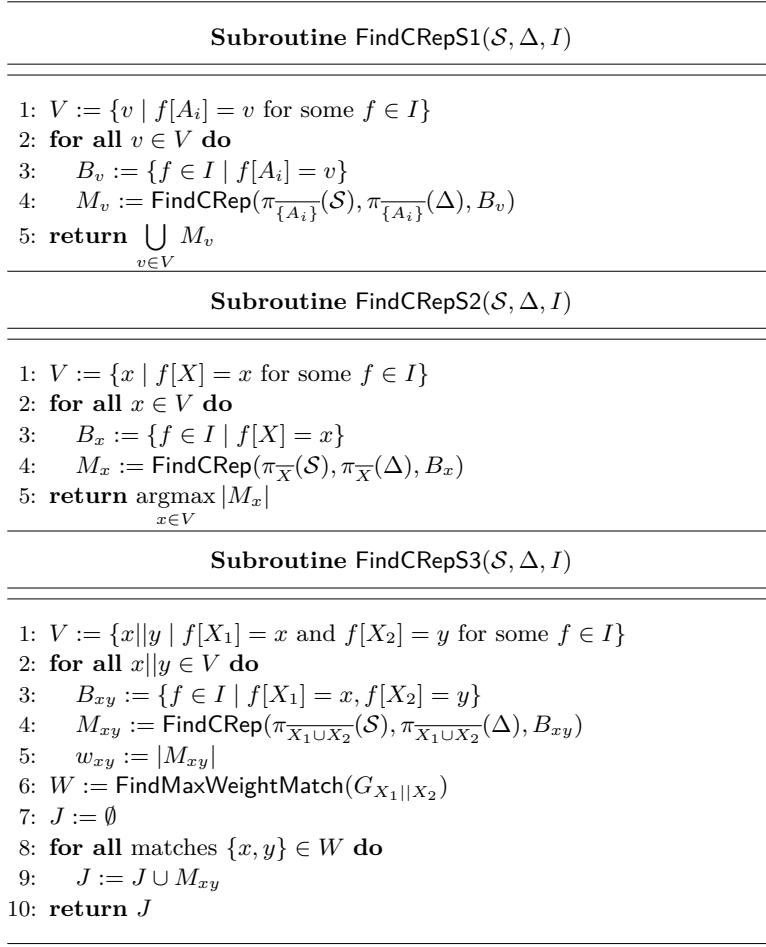 Subroutine FindCRepS1(𝒮, Δ, I)
1: V := {v | f[A_i] = v for some f ∈ I}
2: for all v ∈ V do
3: B_v := {f ∈ I | f[A_i] = v}
4: M_v := FindCRep(π_{\overline{{A_i}}}(𝒮), π_{\overline{{A_i}}}(Δ), B_v)
5: return ⋃_{v∈V} M_v
Subroutine FindCRepS2(𝒮, Δ, I)
1: V := {x | f[X] = x for some f ∈ I}
2: for all x ∈ V do
3: B_x := {f ∈ I | f[X] = x}
4: M_x := FindCRep(π_{\overline{X}}(𝒮), π_{\overline{X}}(Δ), B_x)
5: return argmax_{x∈V} |M_x|
Subroutine FindCRepS3(𝒮, Δ, I)
1: V := {x||y | f[X_1] = x and f[X_2] = y for some f ∈ I}
2: for all x||y ∈ V do
3: B_{xy} := {f ∈ I | f[X_1] = x, f[X_2] = y}
4: M_{xy} := FindCRep(π_{\overline{X_1∪X_2}}(𝒮), π_{\overline{X_1∪X_2}}(Δ), B_{xy})
5: w_{xy} := |M_{xy}|
6: W := FindMaxWeightMatch(G_{X_1||X_2})
7: J := ∅
8: for all matches {x, y} ∈ W do
9: J := J ∪ M_{xy}
10: return J